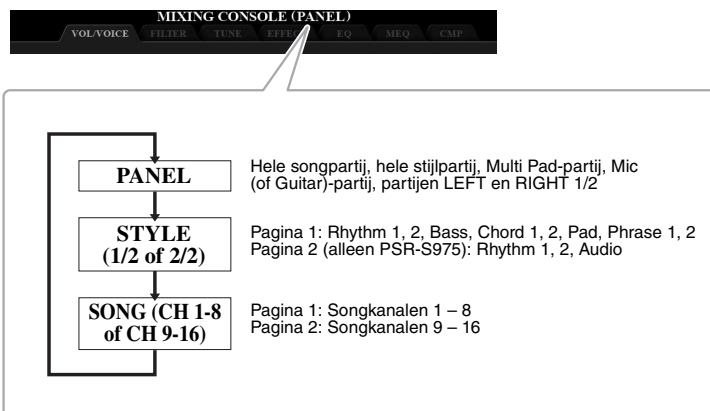 MIXING CONSOLE (PANEL)
VOL/VOICE FILTER TUNE EFFECT EQ MEQ CMP
PANEL
Hele songpartij, hele stijlpartij, Multi Pad-partij, Mic
(of Guitar)-partij, partijen LEFT en RIGHT 1/2
STYLE
(1/2 of 2/2)
Pagina 1: Rhythm 1, 2, Bass, Chord 1, 2, Pad, Phrase 1, 2
Pagina 2 (alleen PSR-S975): Rhythm 1, 2, Audio
SONG (CH 1-8
of CH 9-16)
Pagina 1: Songkanalen 1 – 8
Pagina 2: Songkanalen 9 – 16